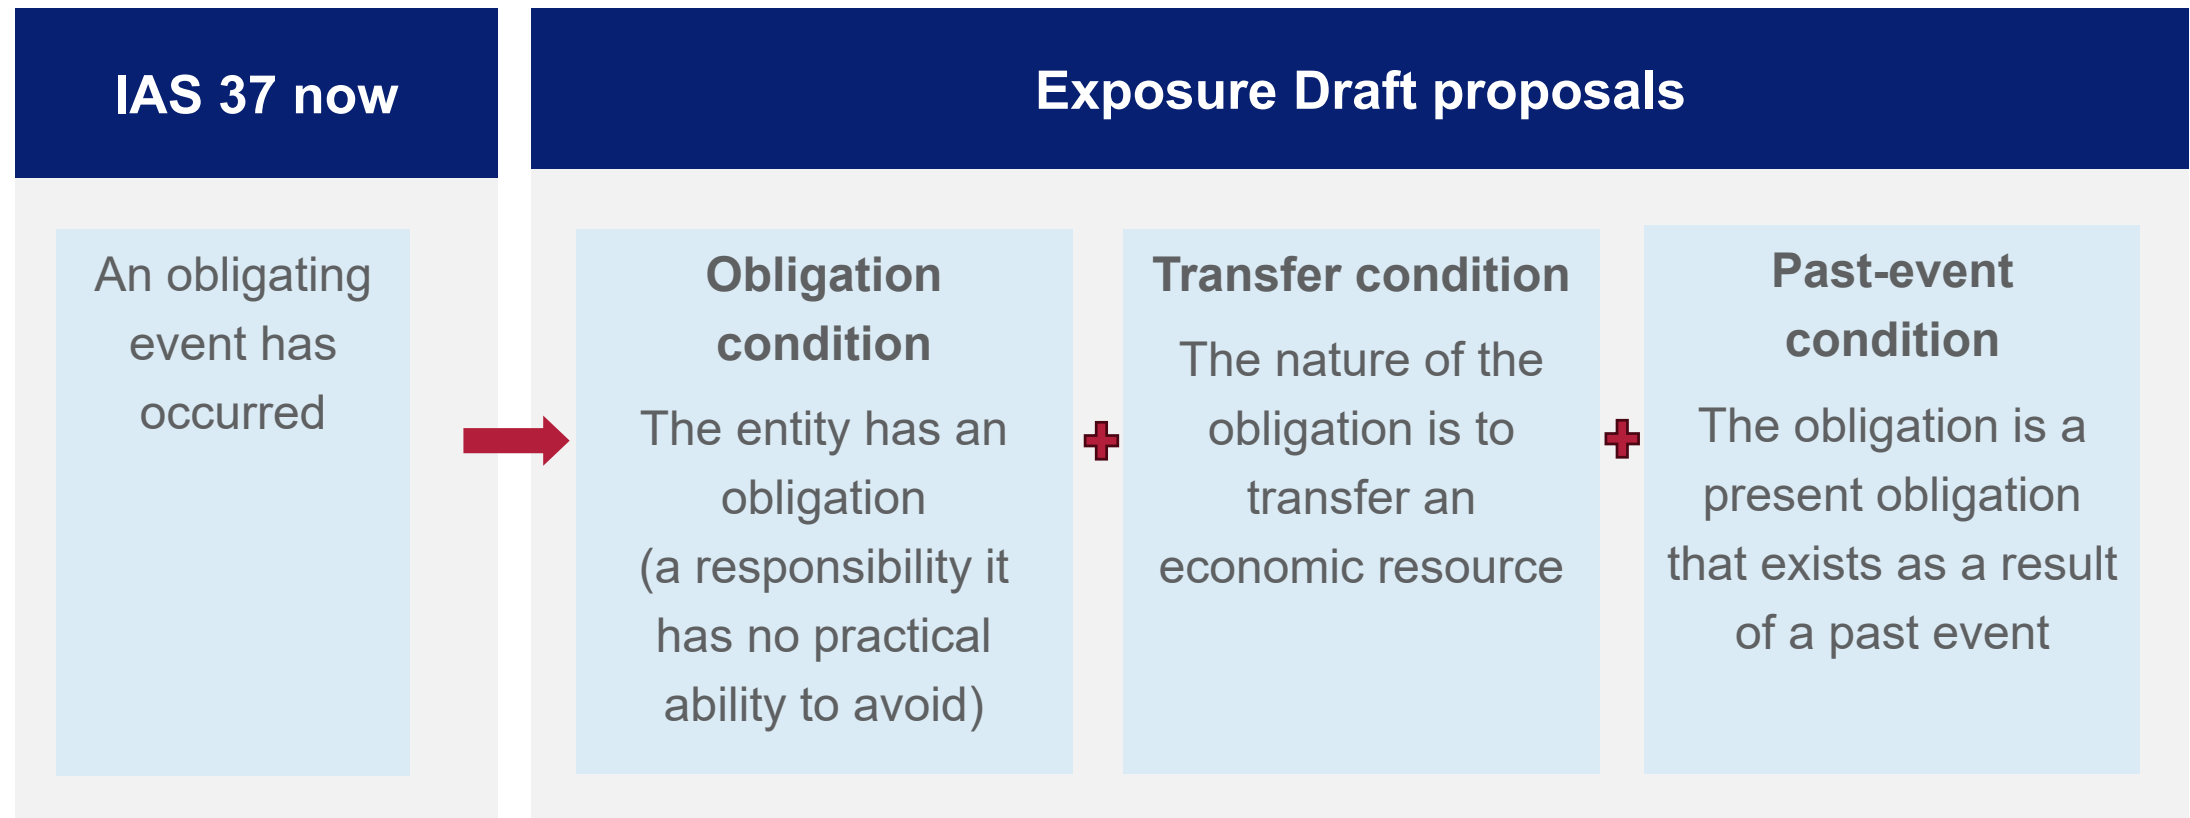 IAS 37 now
Exposure Draft proposals
An obligating
event has
occurred
Obligation
condition
The entity has an
obligation
(a responsibility it
has no practical
ability to avoid)
Transfer condition
The nature of the
obligation is to
transfer an
economic resource
Past-event
condition
The obligation is a
present obligation
that exists as a result
of a past event